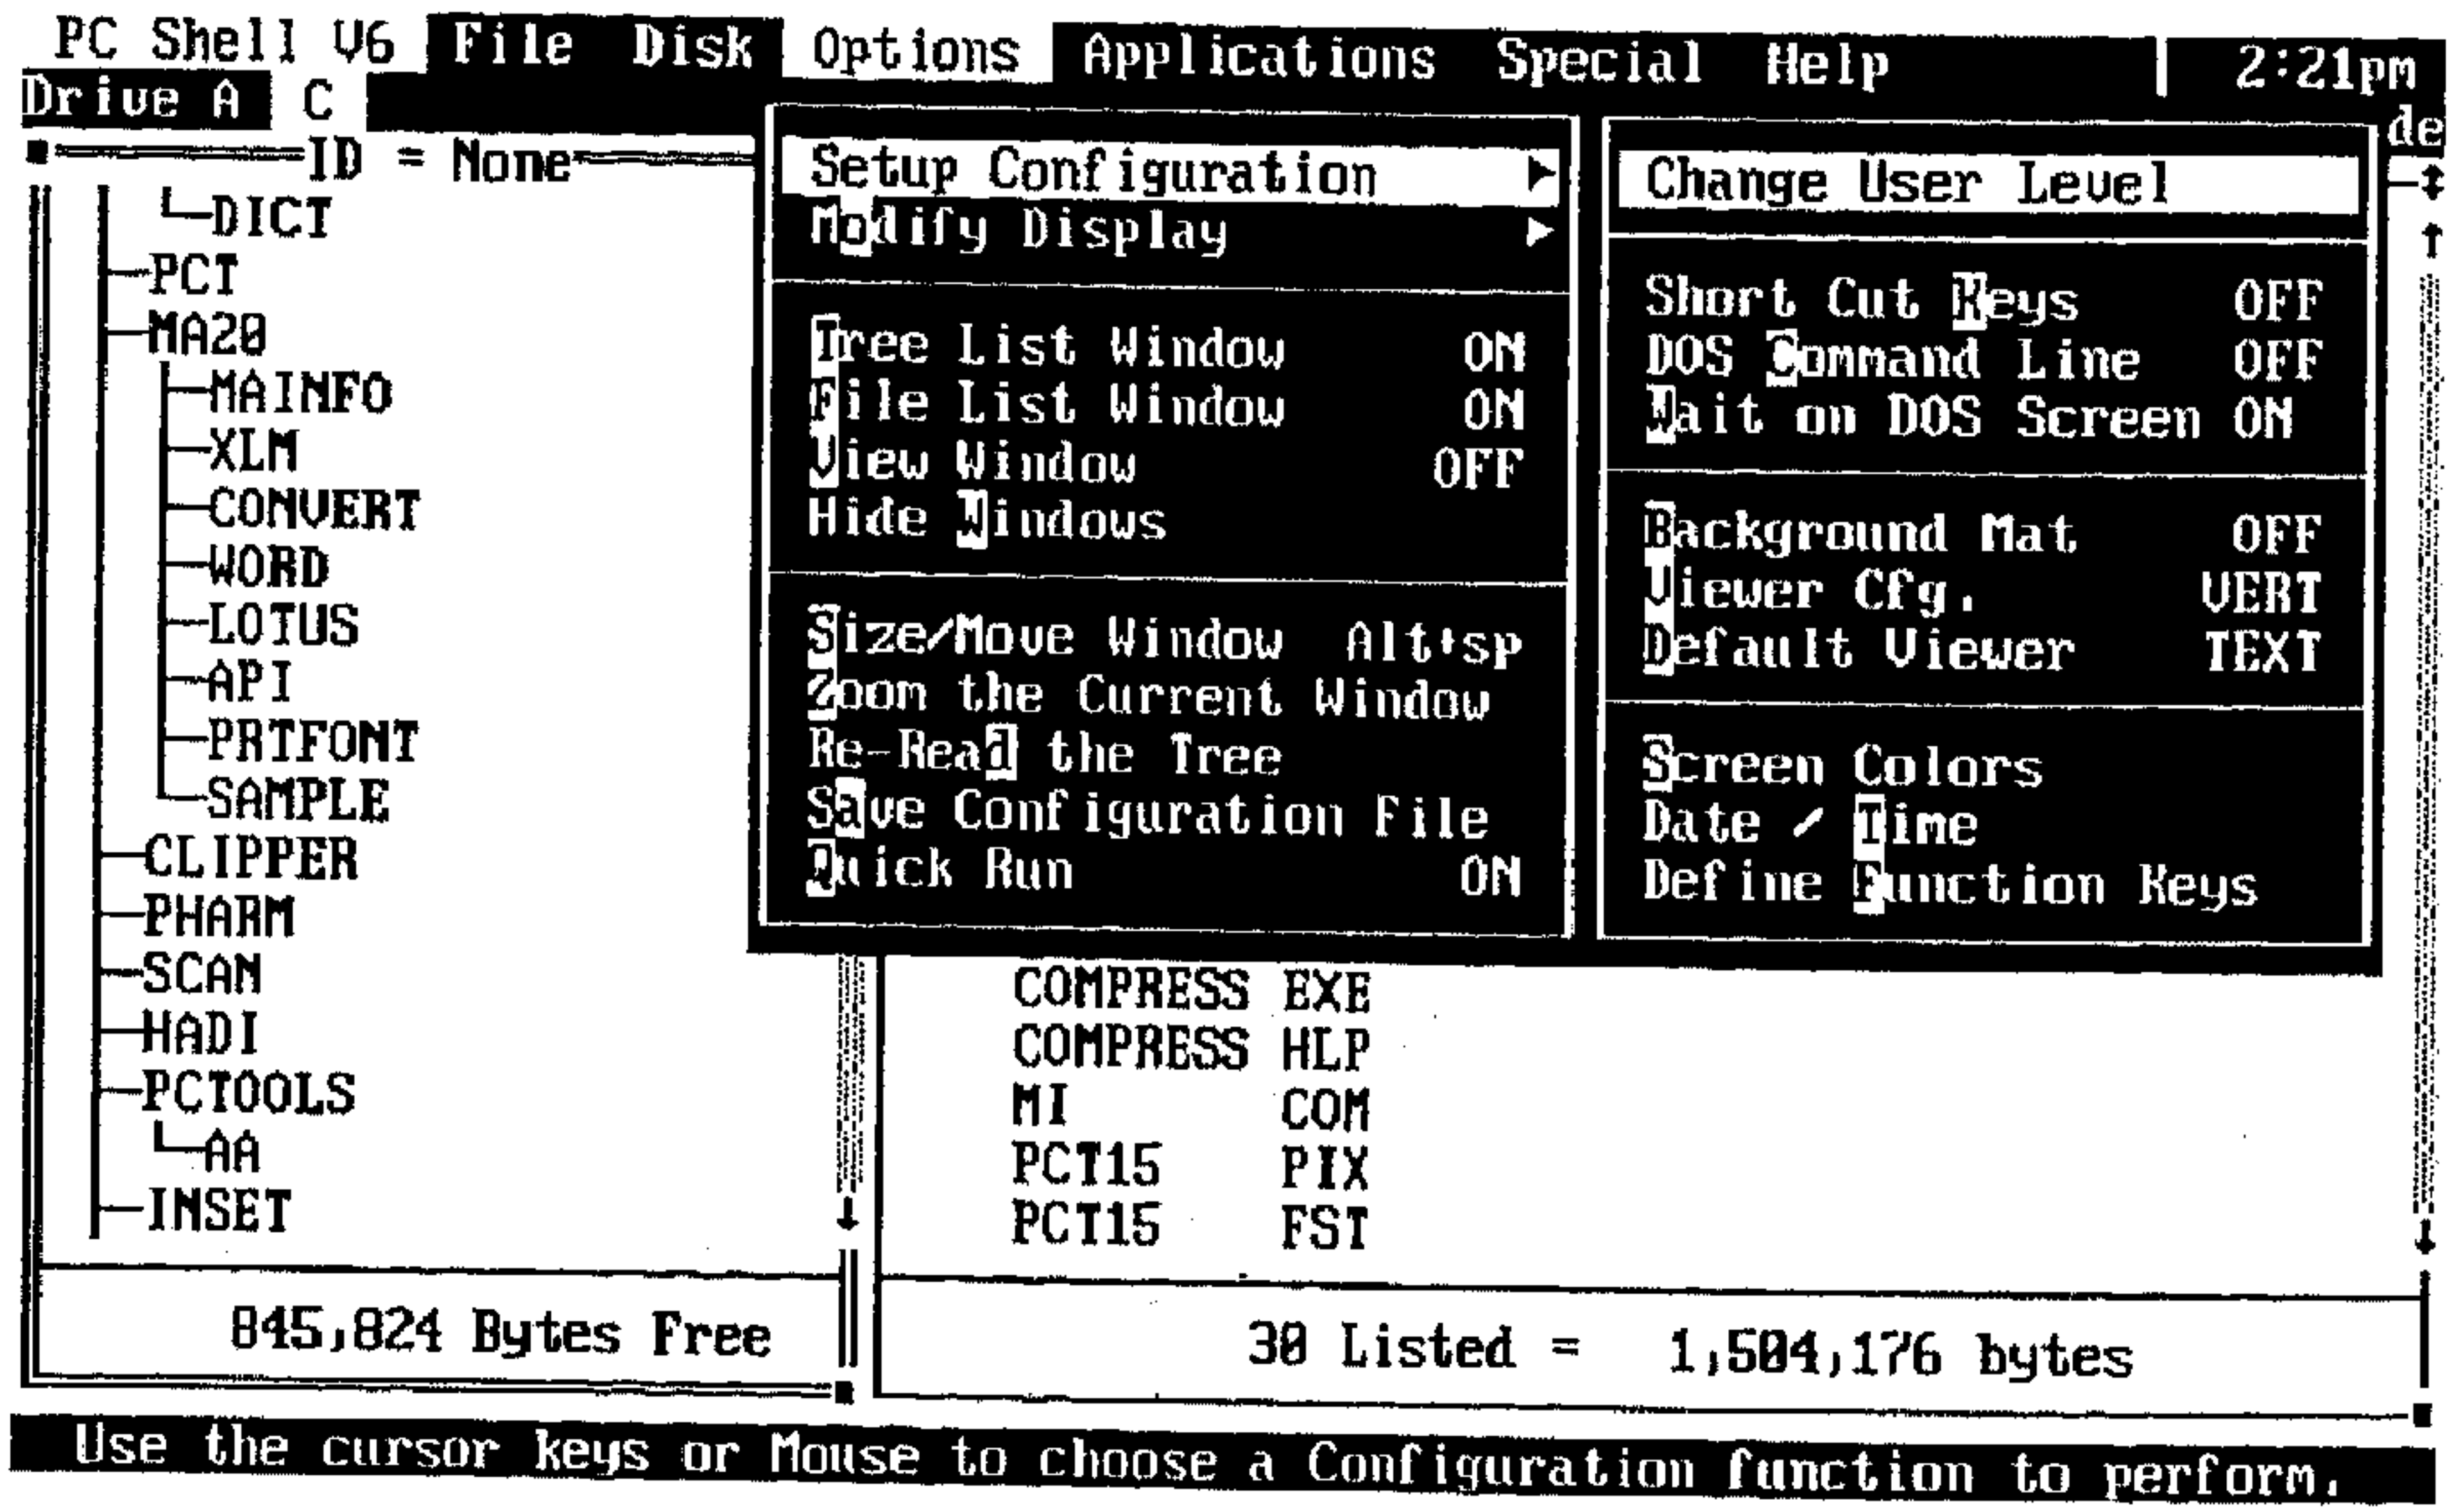 PC Shell V6 File Disk Options Applications Special Help 2:21pm
Drive A C
de
ID = None
DICT
PCT
MA20
MAINFO
XLM
CONVERT
WORD
LOTUS
API
PRTFONT
SAMPLE
CLIPPER
PHARM
SCAN
HADI
PCTOOLS
AA
INSET
845,824 Bytes Free
Setup Configuration
Modify Display
Tree List Window ON
File List Window ON
View Window OFF
Hide Windows
Size/Move Window Alt+sp
Zoom the Current Window
Re-Read the Tree
Save Configuration File
Quick Run ON
Change User Level
Short Cut Keys OFF
DOS Command Line OFF
Wait on DOS Screen ON
Background Mat OFF
Viewer Cfg. VERT
Default Viewer TEXT
Screen Colors
Date / Time
Define Function Keys
COMPRESS EXE
COMPRESS HLP
MI COM
PCT15 PIX
PCT15 FST
30 Listed = 1,504,176 bytes
Use the cursor keys or Mouse to choose a Configuration function to perform.